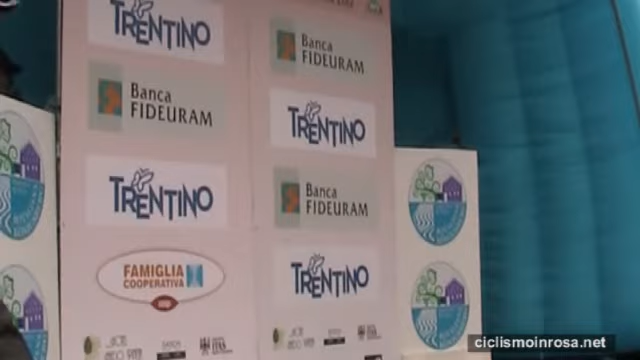 TRENTINO
Banca
FIDEURAM
Banca
FIDEURAM
TRENTINO
TRENTINO
Banca
FIDEURAM
FAMIGLIA
COOPERATIVA
TRENTINO
ciclismoinrosa.net